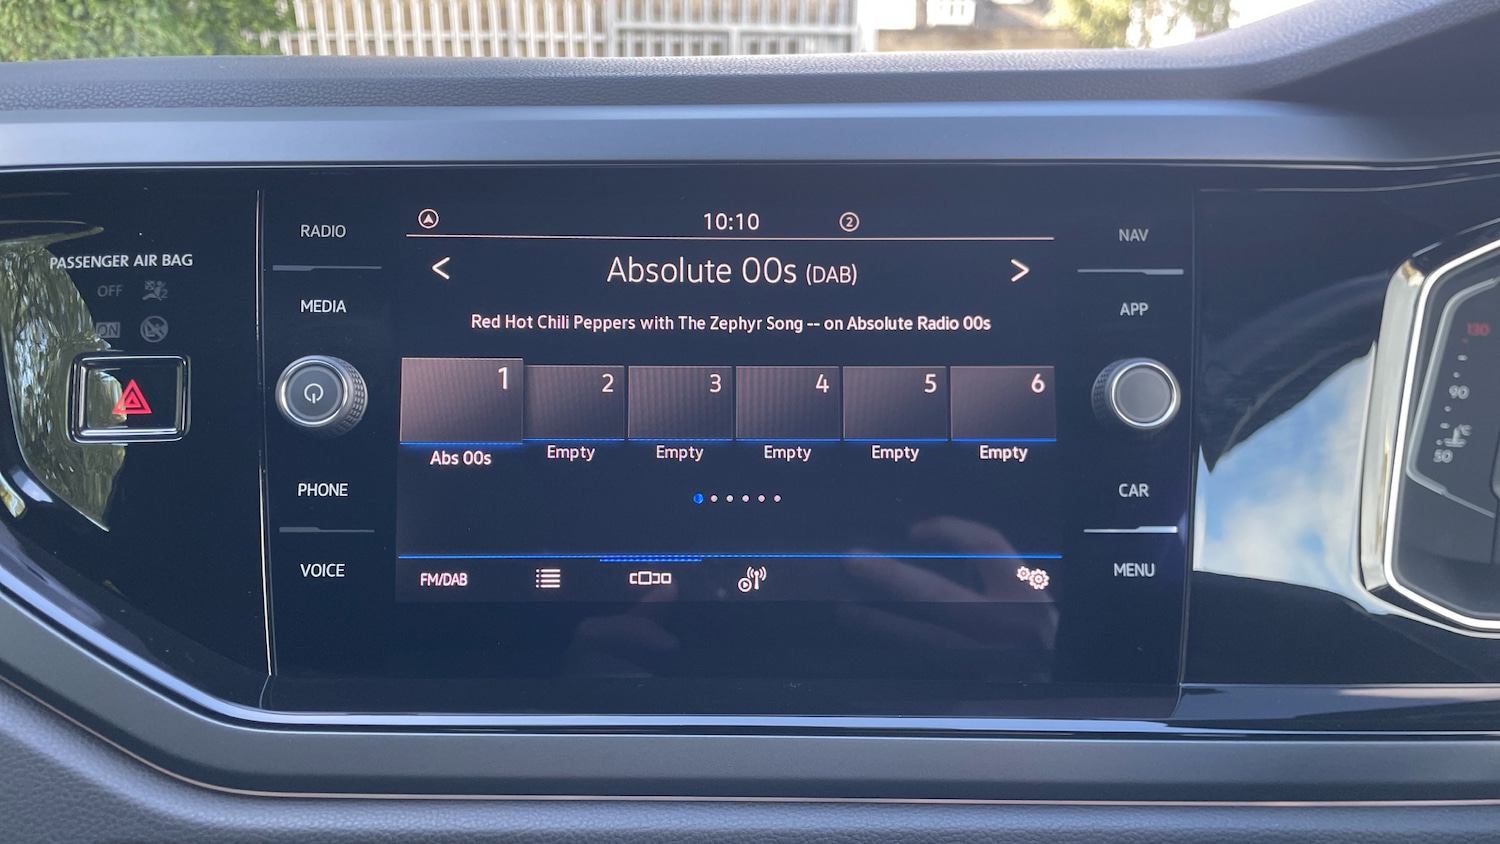 PASSENGER AIR BAG
OFF
ON
RADIO
MEDIA
PHONE
VOICE
10:10
2
< Absolute 00s (DAB) >
Red Hot Chili Peppers with The Zephyr Song -- on Absolute Radio 00s
1 2 3 4 5 6
Abs 00s Empty Empty Empty Empty Empty
FM/DAB
NAV
APP
CAR
MENU
130
90
50